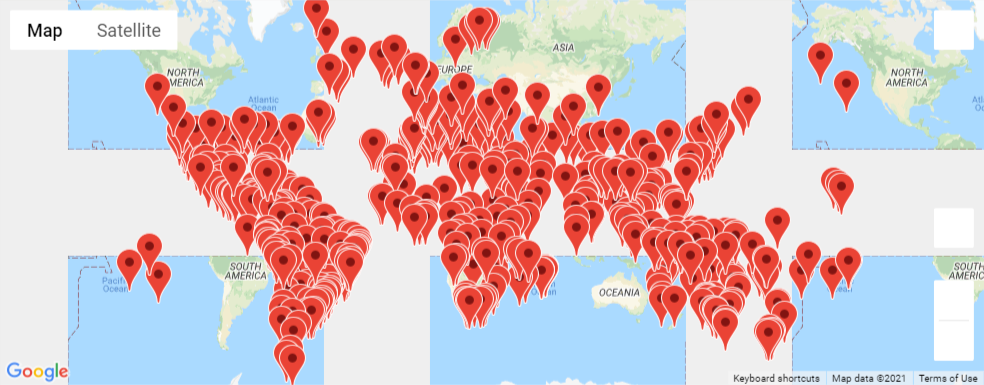 Map
Satellite
NORTH
AMERICA
Atlantic
Ocean
EUROPE
ASIA
NORTH
AMERICA
Pacific
Ocean
SOUTH
AMERICA
OCEANIA
SOUTH
AMERIC
Google
Keyboard shortcuts
Map data ©2021
Terms of Use